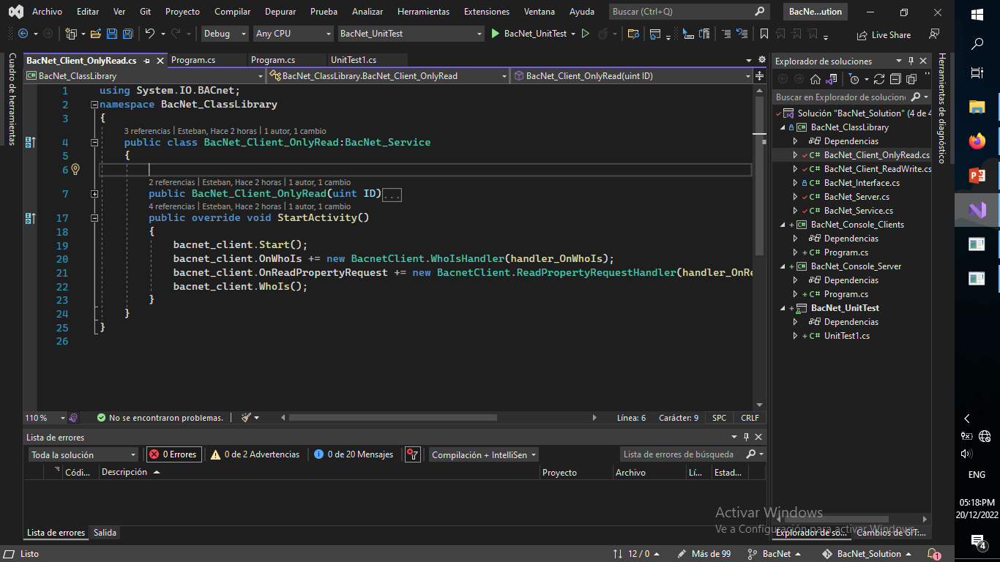 Archivo Editar Ver Git Proyecto Compilar Depurar Prueba Analizar Herramientas Extensiones Ventana Ayuda Buscar (Ctrl+Q) BacNe...ution
Debug Any CPU BacNet_UnitTest BacNet_UnitTest Live Share
Cuadro de herramientas
BacNet_Client_OnlyRead.cs Program.cs Program.cs UnitTest1.cs
BacNet_ClassLibrary BacNet_ClassLibrary.BacNet_Client_OnlyRead BacNet_Client_OnlyRead(uint ID)
1 using System.IO.BACnet;
2 namespace BacNet_ClassLibrary
3 {
3 referencias | Esteban, Hace 2 horas | 1 autor, 1 cambio
4 public class BacNet_Client_OnlyRead:BacNet_Service
5 {
6
2 referencias | Esteban, Hace 2 horas | 1 autor, 1 cambio
7 public BacNet_Client_OnlyRead(uint ID)...
4 referencias | Esteban, Hace 2 horas | 1 autor, 1 cambio
17 public override void StartActivity()
18 {
19 bacnet_client.Start();
20 bacnet_client.OnWhoIs += new BacnetClient.WhoIsHandler(handler_OnWhoIs);
21 bacnet_client.OnReadPropertyRequest += new BacnetClient.ReadPropertyRequestHandler(handler_OnRe
22 bacnet_client.WhoIs();
23 }
24 }
25 }
26
110 % No se encontraron problemas. Línea: 6 Carácter: 9 SPC CRLF
Lista de errores
Toda la solución 0 Errores 0 de 2 Advertencias 0 de 20 Mensajes Compilación + IntelliSen Lista de errores de búsqueda
Códi... Descripción Proyecto Archivo Lí... Estad...
Lista de errores Salida
Explorador de soluciones
Buscar en Explorador de solucion
Solución "BacNet_Solution" (4 de 4
BacNet_ClassLibrary
Dependencias
C# BacNet_Client_OnlyRead.cs
C# BacNet_Client_ReadWrite.cs
C# BacNet_Interface.cs
C# BacNet_Server.cs
C# BacNet_Service.cs
BacNet_Console_Clients
Dependencias
C# Program.cs
BacNet_Console_Server
Dependencias
C# Program.cs
BacNet_UnitTest
Dependencias
C# UnitTest1.cs
Explorador de so... Cambios de GIT:...
Herramientas de diagnóstico
Activar Windows
Ve a Configuración para activar Windows.
Listo 12 / 0 Más de 99 BacNet BacNet_Solution 1
ENG
05:18:PM
20/12/2022
4